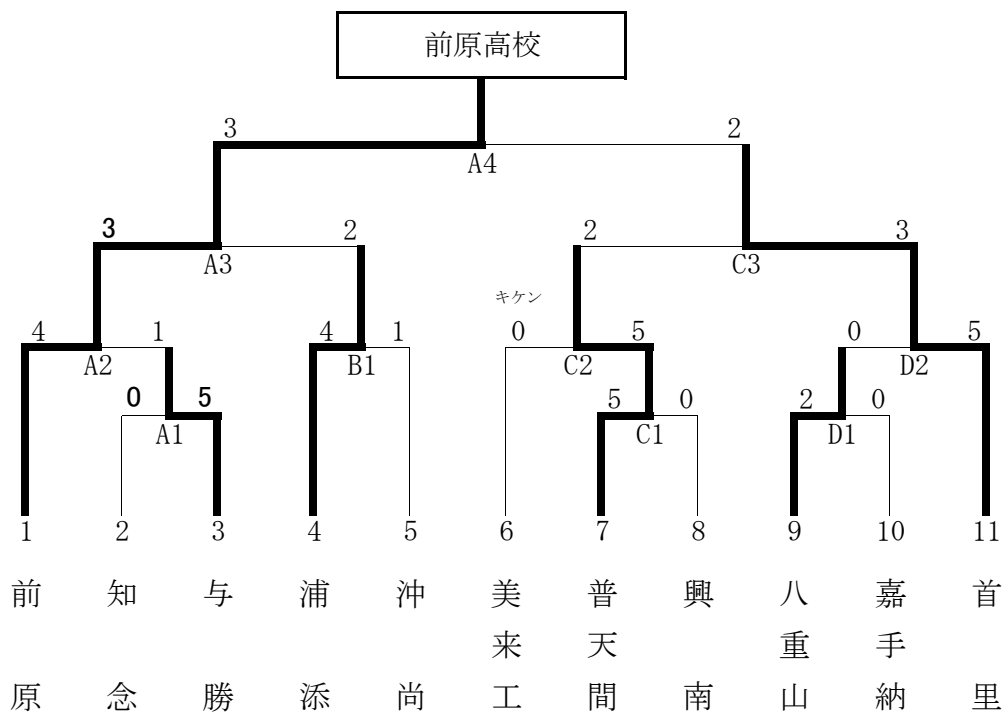 前原高校
3 2
A4
3 2 2 3
A3 C3
キケン
4 1 4 1 0 5 0 5
A2 B1 C2 D2
0 5 5 0 2 0
A1 C1 D1
1 2 3 4 5 6 7 8 9 10 11
前原
知念
与勝
浦添
沖尚
美来工
普天間
興南
八重山
嘉手納
首里